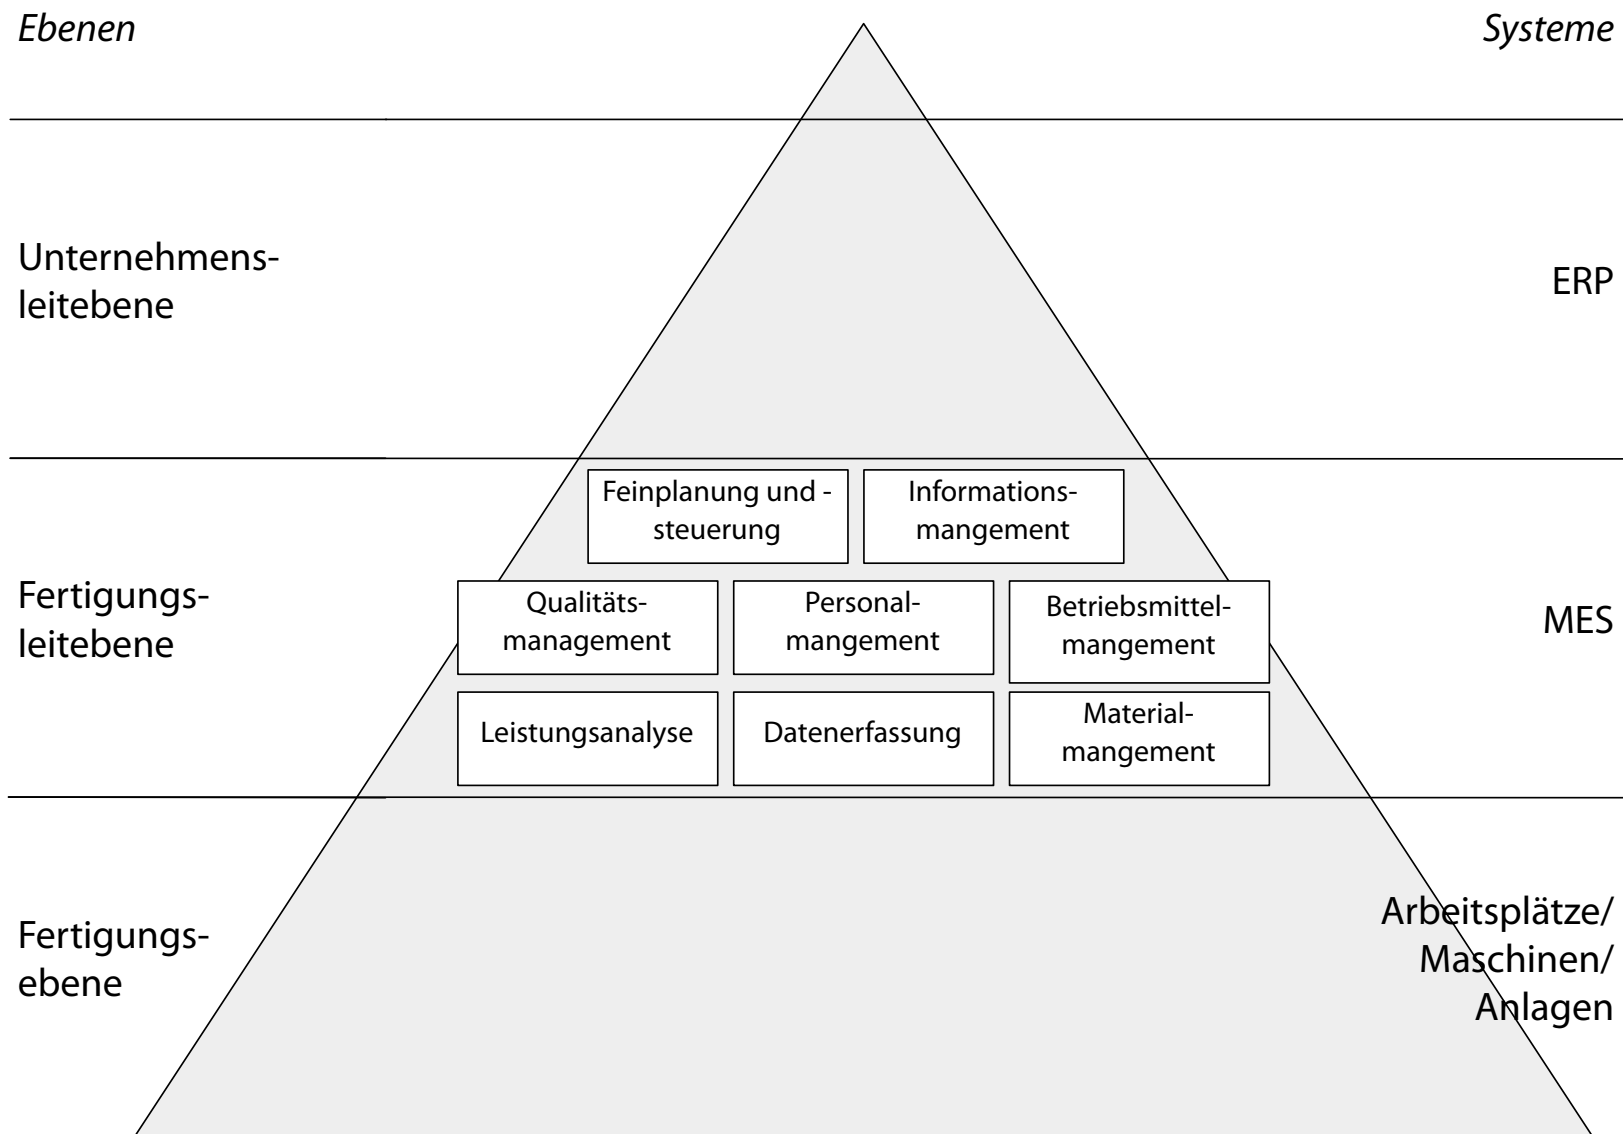 Ebenen
Systeme
Unternehmens-
leitebene
ERP
Feinplanung und -
steuerung
Informations-
mangement
Fertigungs-
leitebene
Qualitäts-
management
Personal-
mangement
Betriebsmittel-
mangement
MES
Leistungsanalyse
Datenerfassung
Material-
mangement
Fertigungs-
ebene
Arbeitsplätze/
Maschinen/
Anlagen